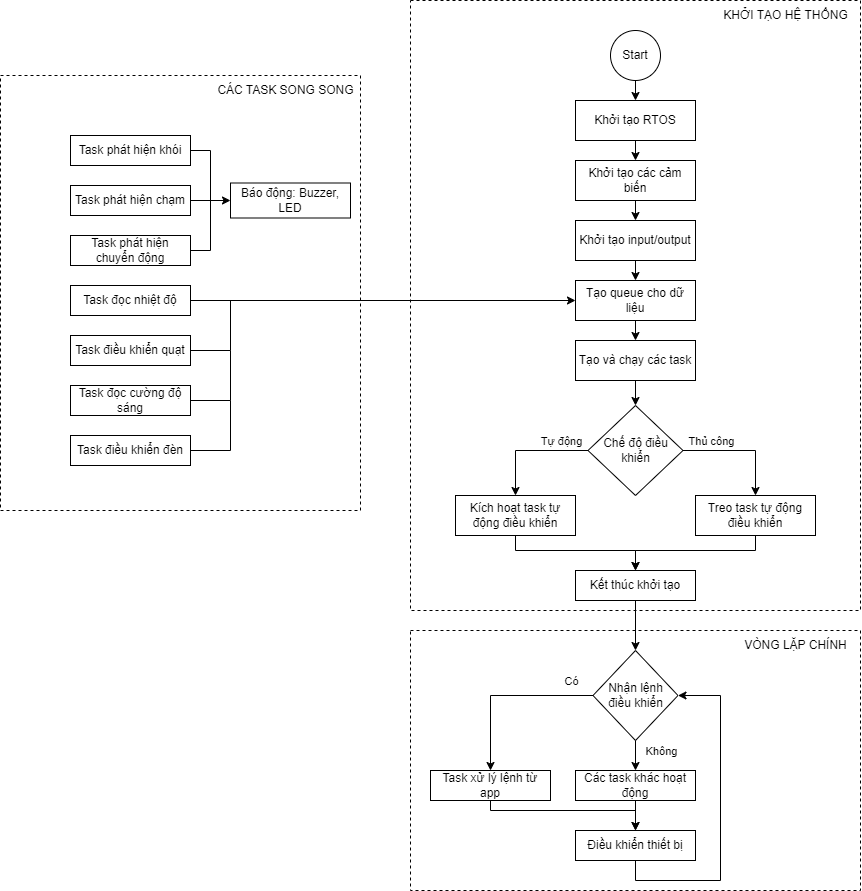 KHỞI TẠO HỆ THỐNG
Start
Khởi tạo RTOS
Khởi tạo các cảm
biến
Khởi tạo input/output
Tạo queue cho dữ
liệu
Tạo và chạy các task
Chế độ điều
khiển
Tự động
Thủ công
Kích hoạt task tự
động điều khiển
Treo task tự động
điều khiển
Kết thúc khởi tạo
CÁC TASK SONG SONG
Task phát hiện khói
Task phát hiện chạm
Task phát hiện
chuyển động
Báo động: Buzzer,
LED
Task đọc nhiệt độ
Task điều khiển quạt
Task đọc cường độ
sáng
Task điều khiển đèn
VÒNG LẶP CHÍNH
Nhận lệnh
điều khiển
Có
Không
Task xử lý lệnh từ
app
Các task khác hoạt
động
Điều khiển thiết bị